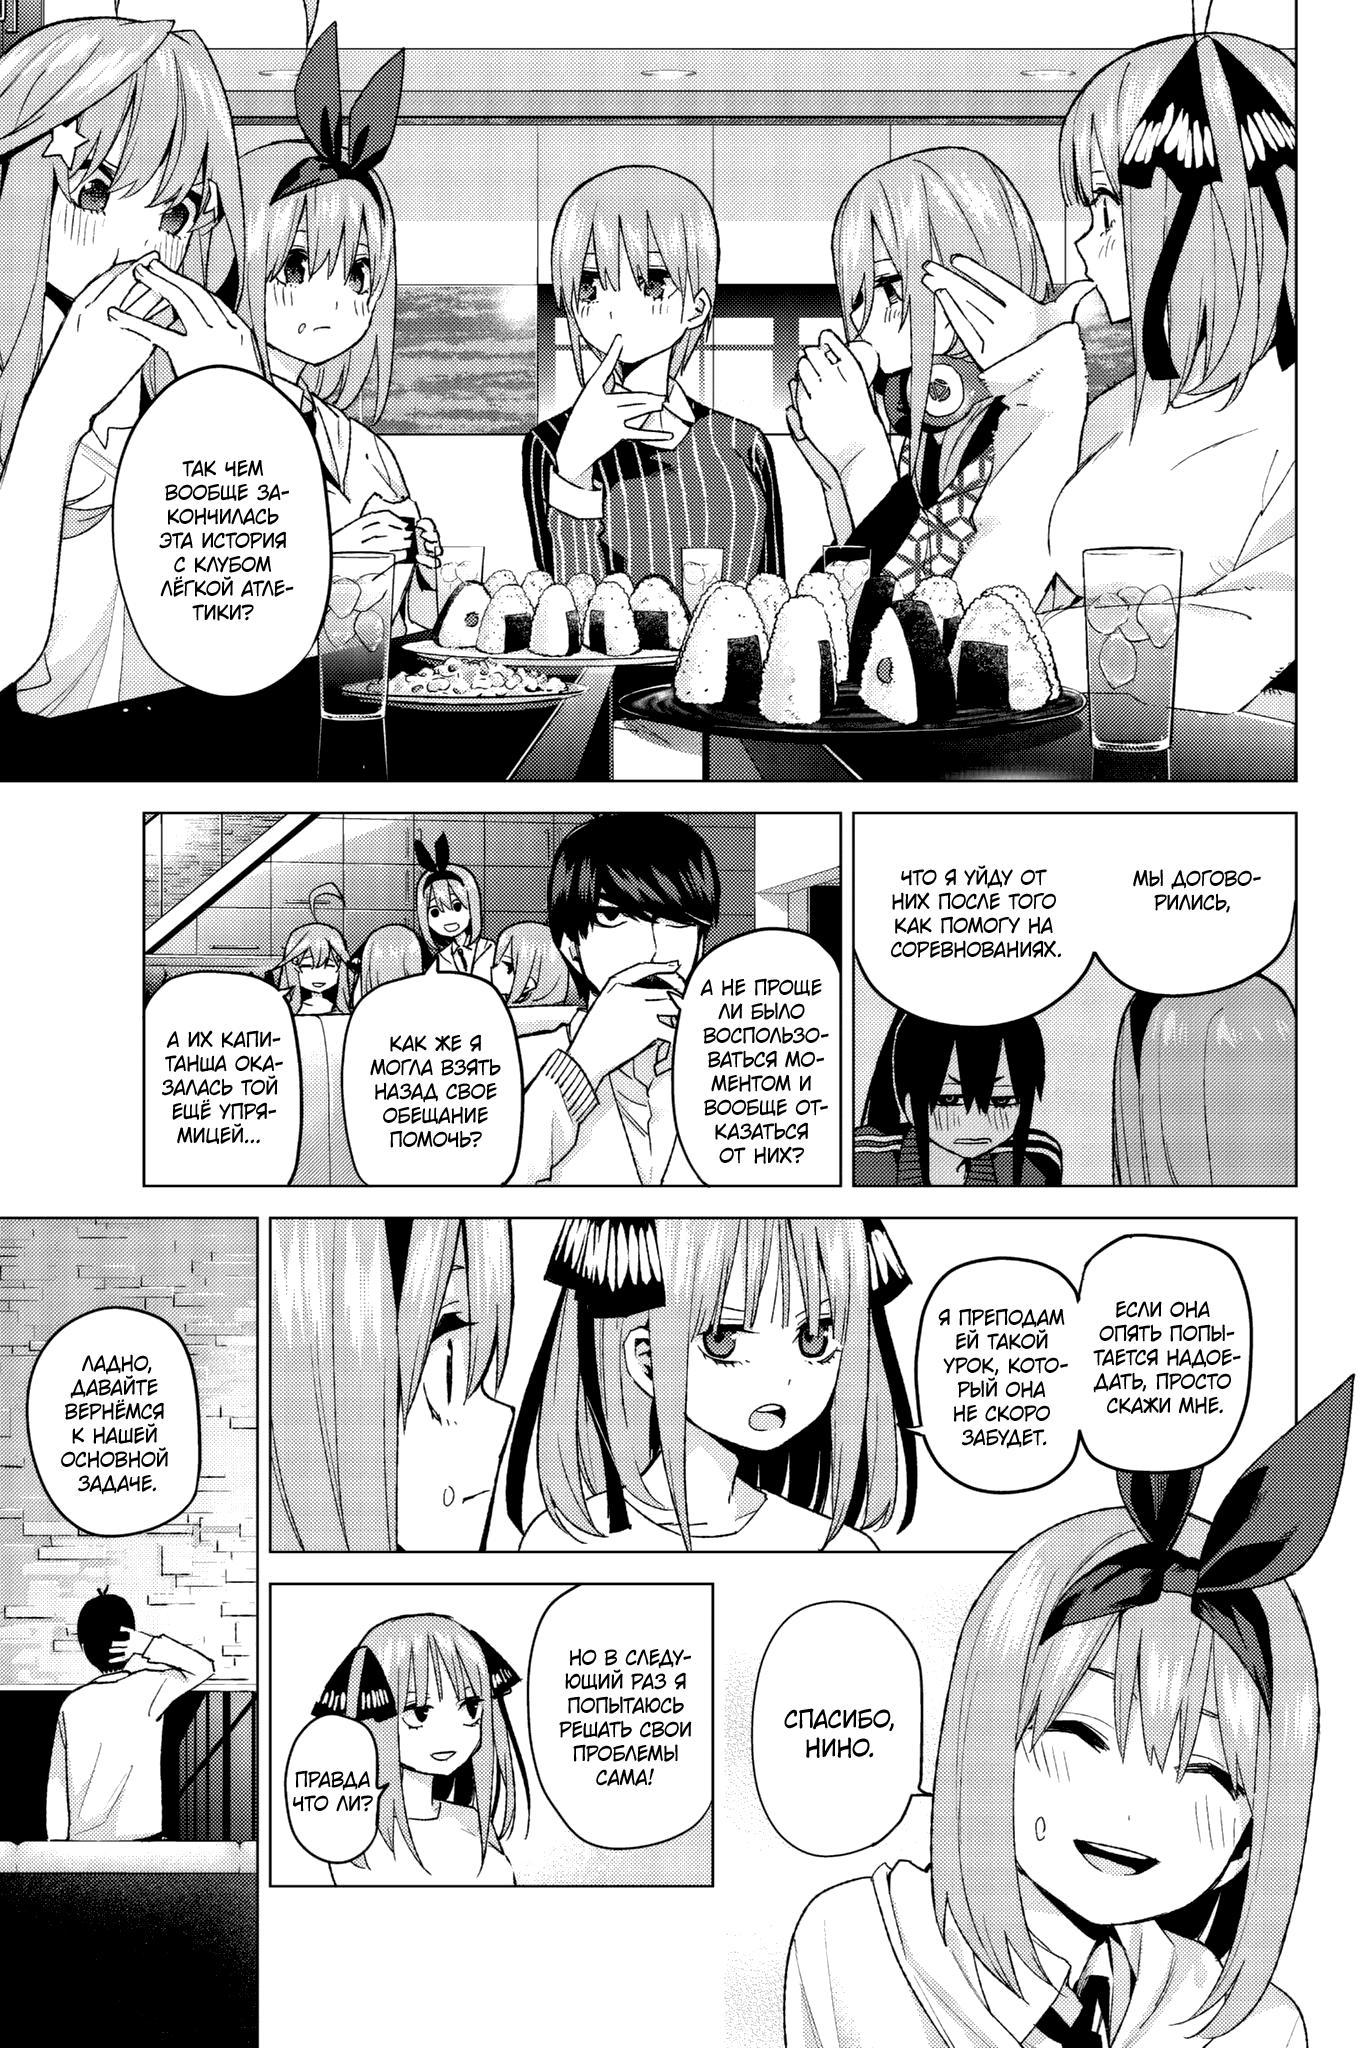 ТАК ЧЕМ
ВООБЩЕ ЗА-
КОНЧИЛАСЬ
ЭТА ИСТОРИЯ
С КЛУБОМ
ЛЁГКОЙ АТЛЕ-
ТИКИ?
МЫ ДОГОВО-
РИЛИСЬ,
ЧТО Я УЙДУ ОТ
НИХ ПОСЛЕ ТОГО
КАК ПОМОГУ НА
СОРЕВНОВАНИЯХ.
А НЕ ПРОЩЕ
ЛИ БЫЛО
ВОСПОЛЬЗО-
ВАТЬСЯ МО-
МЕНТОМ И
ВООБЩЕ ОТ-
КАЗАТЬСЯ
ОТ НИХ?
КАК ЖЕ Я
МОГЛА ВЗЯТЬ
НАЗАД СВОЕ
ОБЕЩАНИЕ
ПОМОЧЬ?
А ИХ КАПИ-
ТАНША ОКА-
ЗАЛАСЬ ТОЙ
ЕЩЁ УПРЯ-
МИЦЕЙ...
ЕСЛИ ОНА
ОПЯТЬ ПОПЫ-
ТАЕТСЯ НАДОЕ-
ДАТЬ, ПРОСТО
СКАЖИ МНЕ.
Я ПРЕПОДАМ
ЕЙ ТАКОЙ
УРОК, КОТО-
РЫЙ ОНА
НЕ СКОРО
ЗАБУДЕТ.
СПАСИБО,
НИНО.
НО В СЛЕДУ-
ЮЩИЙ РАЗ Я
ПОПЫТАЮСЬ
РЕШАТЬ СВОИ
ПРОБЛЕМЫ
САМА!
ПРАВДА
ЧТО ЛИ?
ЛАДНО,
ДАВАЙТЕ
ВЕРНЁМСЯ
К НАШЕЙ
ОСНОВНОЙ
ЗАДАЧЕ.